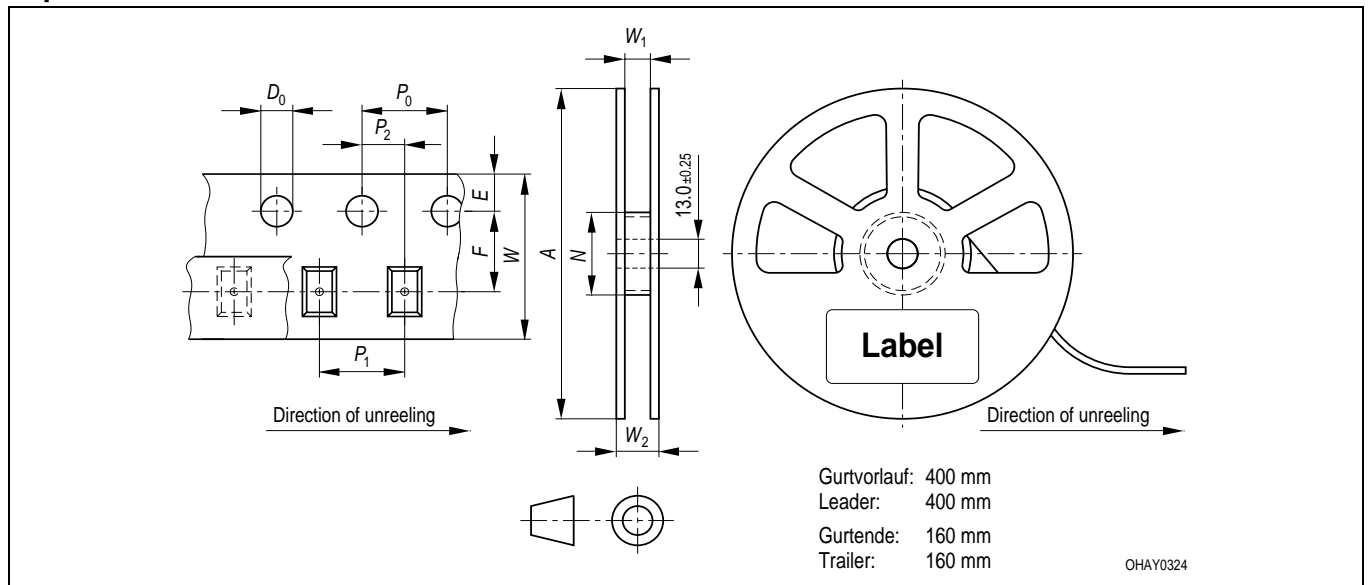 W₁
D₀
P₀
P₂
E
F
W
A
N
13.0 ±0.25
Label
P₁
Direction of unreeling
Direction of unreeling
W₂
Gurtvorlauf: 400 mm
Leader: 400 mm
Gurtende: 160 mm
Trailer: 160 mm
OHAY0324